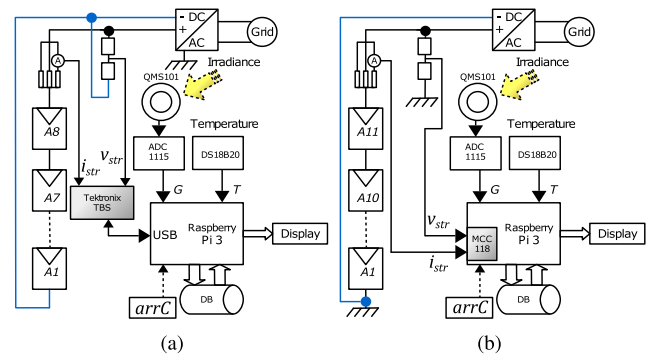 - DC
+
AC
Grid
A
Irradiance
QMS101
A8
Temperature
ADC
1115
DS18B20
i_str
v_str
A7
G
T
Tektronix
TBS
USB
Raspberry
Pi 3
Display
A1
arrC
DB
(a)
- DC
+
AC
Grid
A
Irradiance
QMS101
A11
Temperature
ADC
1115
DS18B20
A10
G
T
v_str
MCC
118
Raspberry
Pi 3
Display
i_str
A1
arrC
DB
(b)